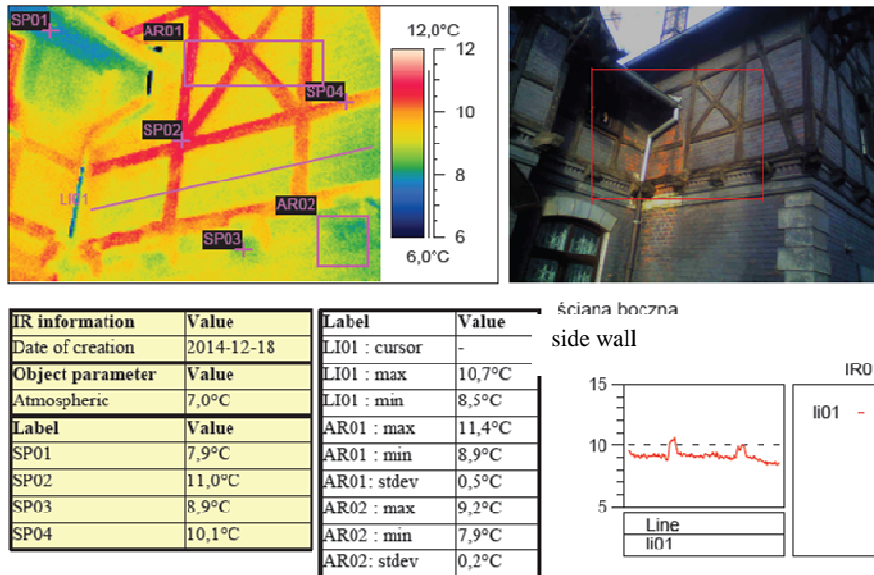 SP01
AR01
SP04
SP02
LI01
AR02
SP03
12,0°C
12
10
8
6
6,0°C
IR information Value
Date of creation 2014-12-18
Object parameter Value
Atmospheric 7,0°C
Label Value
SP01 7,9°C
SP02 11,0°C
SP03 8,9°C
SP04 10,1°C
Label Value
LI01 : cursor -
LI01 : max 10,7°C
LI01 : min 8,5°C
AR01 : max 11,4°C
AR01 : min 8,9°C
AR01: stdev 0,5°C
AR02 : max 9,2°C
AR02 : min 7,9°C
AR02: stdev 0,2°C
ściana boczna
side wall
15
10
5
Line
li01
li01 -